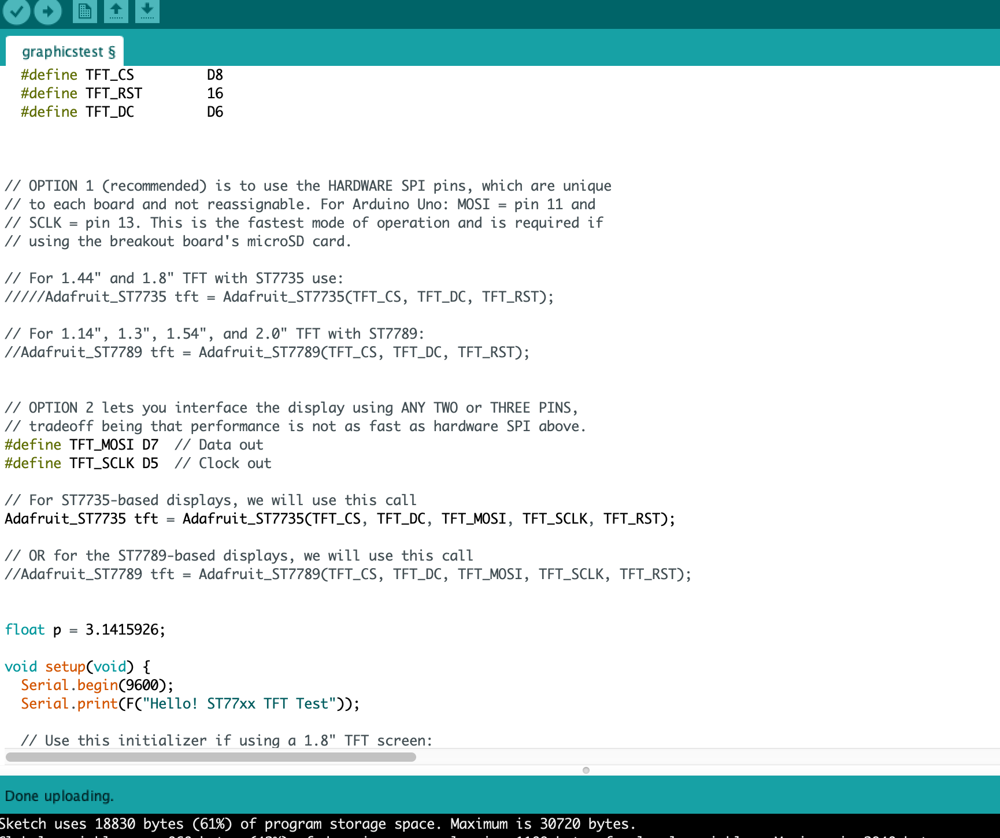 graphicstest §
#define TFT_CS         D8
#define TFT_RST        16
#define TFT_DC         D6
// OPTION 1 (recommended) is to use the HARDWARE SPI pins, which are unique
// to each board and not reassignable. For Arduino Uno: MOSI = pin 11 and
// SCLK = pin 13. This is the fastest mode of operation and is required if
// using the breakout board's microSD card.
// For 1.44" and 1.8" TFT with ST7735 use:
/////Adafruit_ST7735 tft = Adafruit_ST7735(TFT_CS, TFT_DC, TFT_RST);
// For 1.14", 1.3", 1.54", and 2.0" TFT with ST7789:
//Adafruit_ST7789 tft = Adafruit_ST7789(TFT_CS, TFT_DC, TFT_RST);
// OPTION 2 lets you interface the display using ANY TWO or THREE PINS,
// tradeoff being that performance is not as fast as hardware SPI above.
#define TFT_MOSI D7  // Data out
#define TFT_SCLK D5  // Clock out
// For ST7735-based displays, we will use this call
Adafruit_ST7735 tft = Adafruit_ST7735(TFT_CS, TFT_DC, TFT_MOSI, TFT_SCLK, TFT_RST);
// OR for the ST7789-based displays, we will use this call
//Adafruit_ST7789 tft = Adafruit_ST7789(TFT_CS, TFT_DC, TFT_MOSI, TFT_SCLK, TFT_RST);
float p = 3.1415926;
void setup(void) {
Serial.begin(9600);
Serial.print(F("Hello! ST77xx TFT Test"));
// Use this initializer if using a 1.8" TFT screen:
Done uploading.
Sketch uses 18830 bytes (61%) of program storage space. Maximum is 30720 bytes.